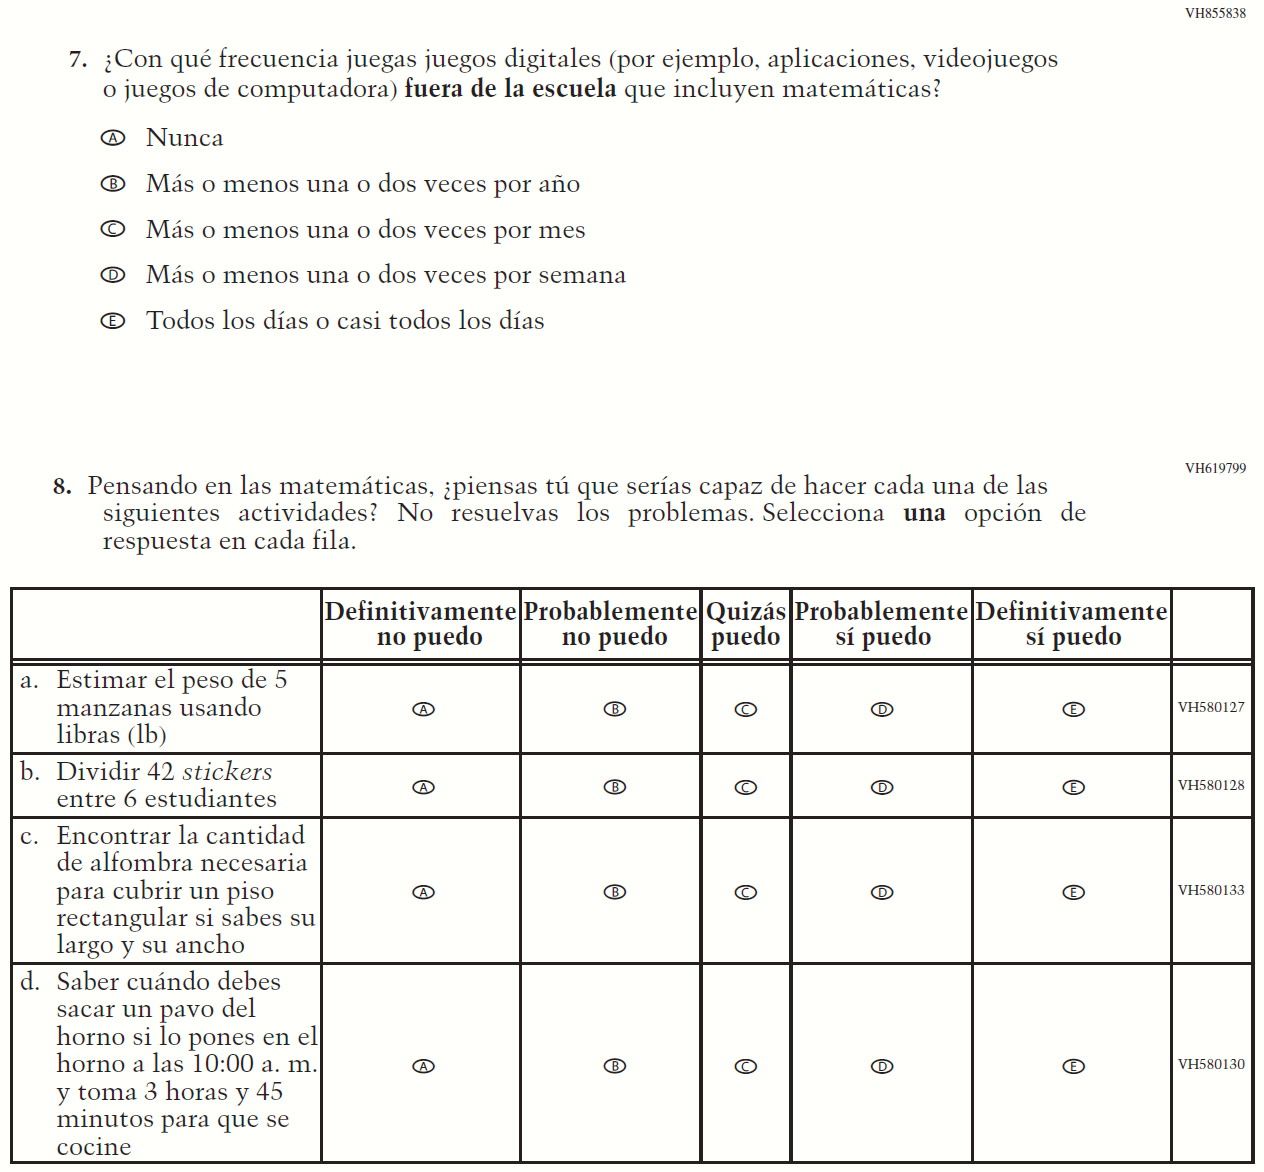 VH855838
7. ¿Con qué frecuencia juegas juegos digitales (por ejemplo, aplicaciones, videojuegos
o juegos de computadora) fuera de la escuela que incluyen matemáticas?
A Nunca
B Más o menos una o dos veces por año
C Más o menos una o dos veces por mes
D Más o menos una o dos veces por semana
E Todos los días o casi todos los días
VH619799
8. Pensando en las matemáticas, ¿piensas tú que serías capaz de hacer cada una de las
siguientes actividades? No resuelvas los problemas. Selecciona una opción de
respuesta en cada fila.
Definitivamente Probablemente Quizás Probablemente Definitivamente
no puedo no puedo puedo sí puedo sí puedo
a. Estimar el peso de 5
manzanas usando
libras (lb)
A B C D E VH580127
b. Dividir 42 stickers
entre 6 estudiantes
A B C D E VH580128
c. Encontrar la cantidad
de alfombra necesaria
para cubrir un piso
rectangular si sabes su
largo y su ancho
A B C D E VH580133
d. Saber cuándo debes
sacar un pavo del
horno si lo pones en el
horno a las 10:00 a. m.
y toma 3 horas y 45
minutos para que se
cocine
A B C D E VH580130